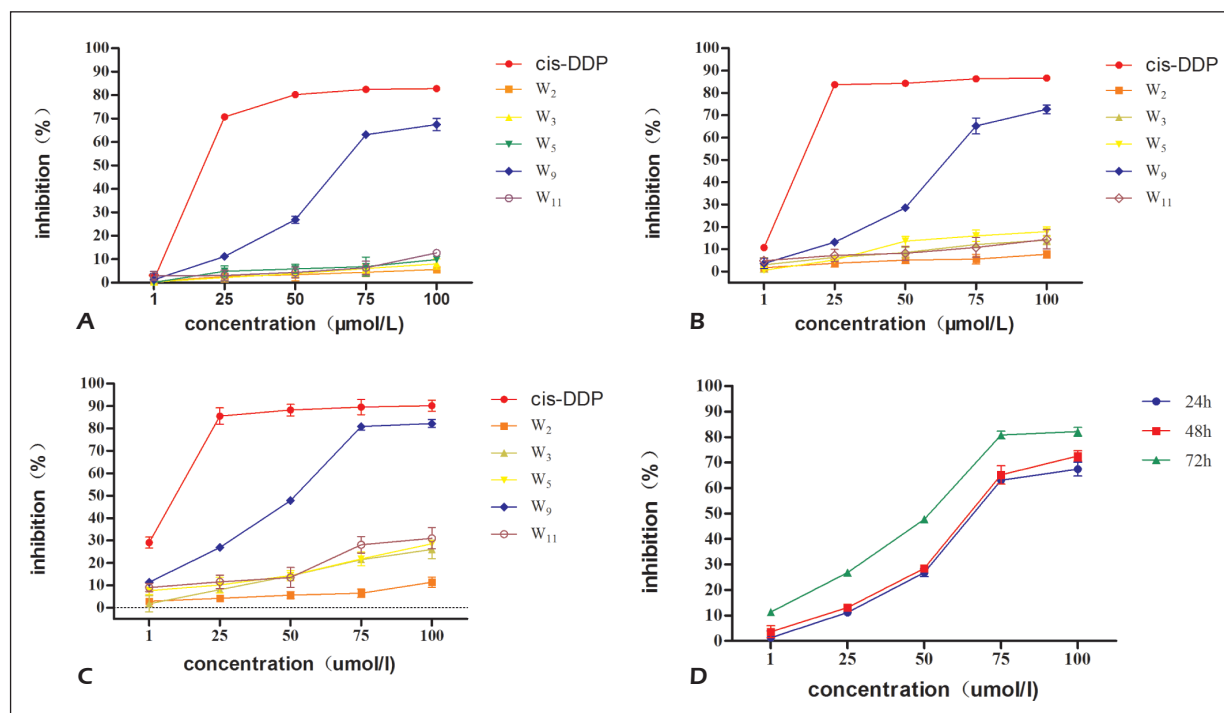 100
90
80
70
60
50
40
30
20
10
0
inhibition (%)
1 25 50 75 100
concentration（µmol/L）
cis-DDP
W2
W3
W5
W9
W11
A
100
90
80
70
60
50
40
30
20
10
0
inhibition (%)
1 25 50 75 100
concentration（µmol/L）
cis-DDP
W2
W3
W5
W9
W11
B
100
90
80
70
60
50
40
30
20
10
0
inhibition (%)
1 25 50 75 100
concentration（umol/l）
cis-DDP
W2
W3
W5
W9
W11
C
100
90
80
70
60
50
40
30
20
10
0
inhibition (%)
1 25 50 75 100
concentration（umol/l）
24h
48h
72h
D